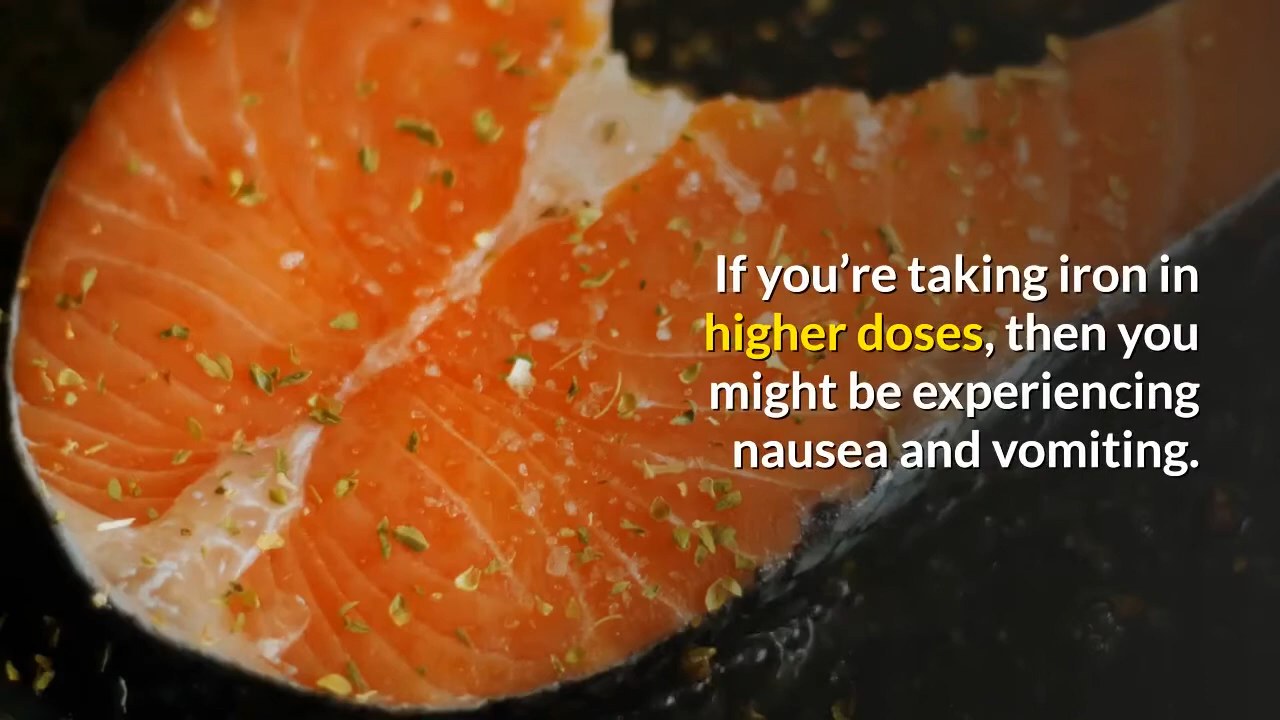 If you’re taking iron in
higher doses, then you
might be experiencing
nausea and vomiting.